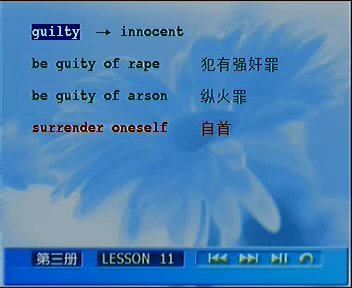 guilty → innocent
be guity of rape 犯有强奸罪
be guity of arson 纵火罪
surrender oneself 自首
第三册 LESSON 11